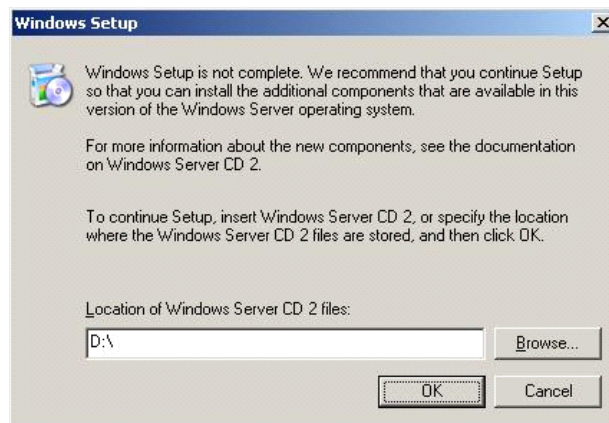 Windows Setup
Windows Setup is not complete. We recommend that you continue Setup
so that you can install the additional components that are available in this
version of the Windows Server operating system.
For more information about the new components, see the documentation
on Windows Server CD 2.
To continue Setup, insert Windows Server CD 2, or specify the location
where the Windows Server CD 2 files are stored, and then click OK.
Location of Windows Server CD 2 files:
D:\
Browse...
OK
Cancel